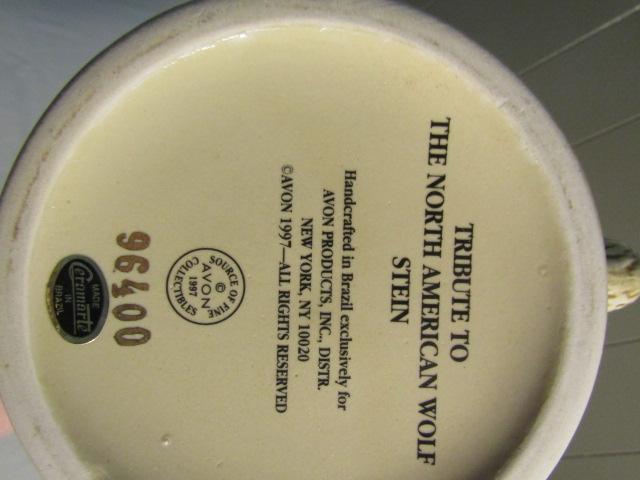 TRIBUTE TO
THE NORTH AMERICAN WOLF
STEIN
Handcrafted in Brazil exclusively for
AVON PRODUCTS, INC., DISTR.
NEW YORK, NY 10020
©AVON 1997—ALL RIGHTS RESERVED
SOURCE OF FINE
©
AVON
1997
COLLECTIBLES
96400
MADE
IN
BRAZIL
Ceramarte